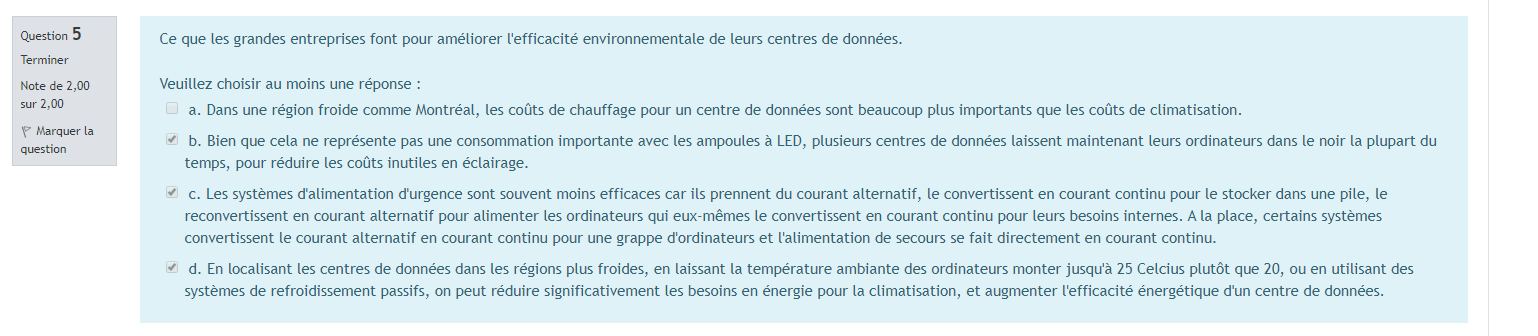 Question 5
Terminer
Note de 2,00
sur 2,00
Marquer la
question
Ce que les grandes entreprises font pour améliorer l'efficacité environnementale de leurs centres de données.
Veuillez choisir au moins une réponse :
a. Dans une région froide comme Montréal, les coûts de chauffage pour un centre de données sont beaucoup plus importants que les coûts de climatisation.
b. Bien que cela ne représente pas une consommation importante avec les ampoules à LED, plusieurs centres de données laissent maintenant leurs ordinateurs dans le noir la plupart du
temps, pour réduire les coûts inutiles en éclairage.
c. Les systèmes d'alimentation d'urgence sont souvent moins efficaces car ils prennent du courant alternatif, le convertissent en courant continu pour le stocker dans une pile, le
reconvertissent en courant alternatif pour alimenter les ordinateurs qui eux-mêmes le convertissent en courant continu pour leurs besoins internes. A la place, certains systèmes
convertissent le courant alternatif en courant continu pour une grappe d'ordinateurs et l'alimentation de secours se fait directement en courant continu.
d. En localisant les centres de données dans les régions plus froides, en laissant la température ambiante des ordinateurs monter jusqu'à 25 Celcius plutôt que 20, ou en utilisant des
systèmes de refroidissement passifs, on peut réduire significativement les besoins en énergie pour la climatisation, et augmenter l'efficacité énergétique d'un centre de données.